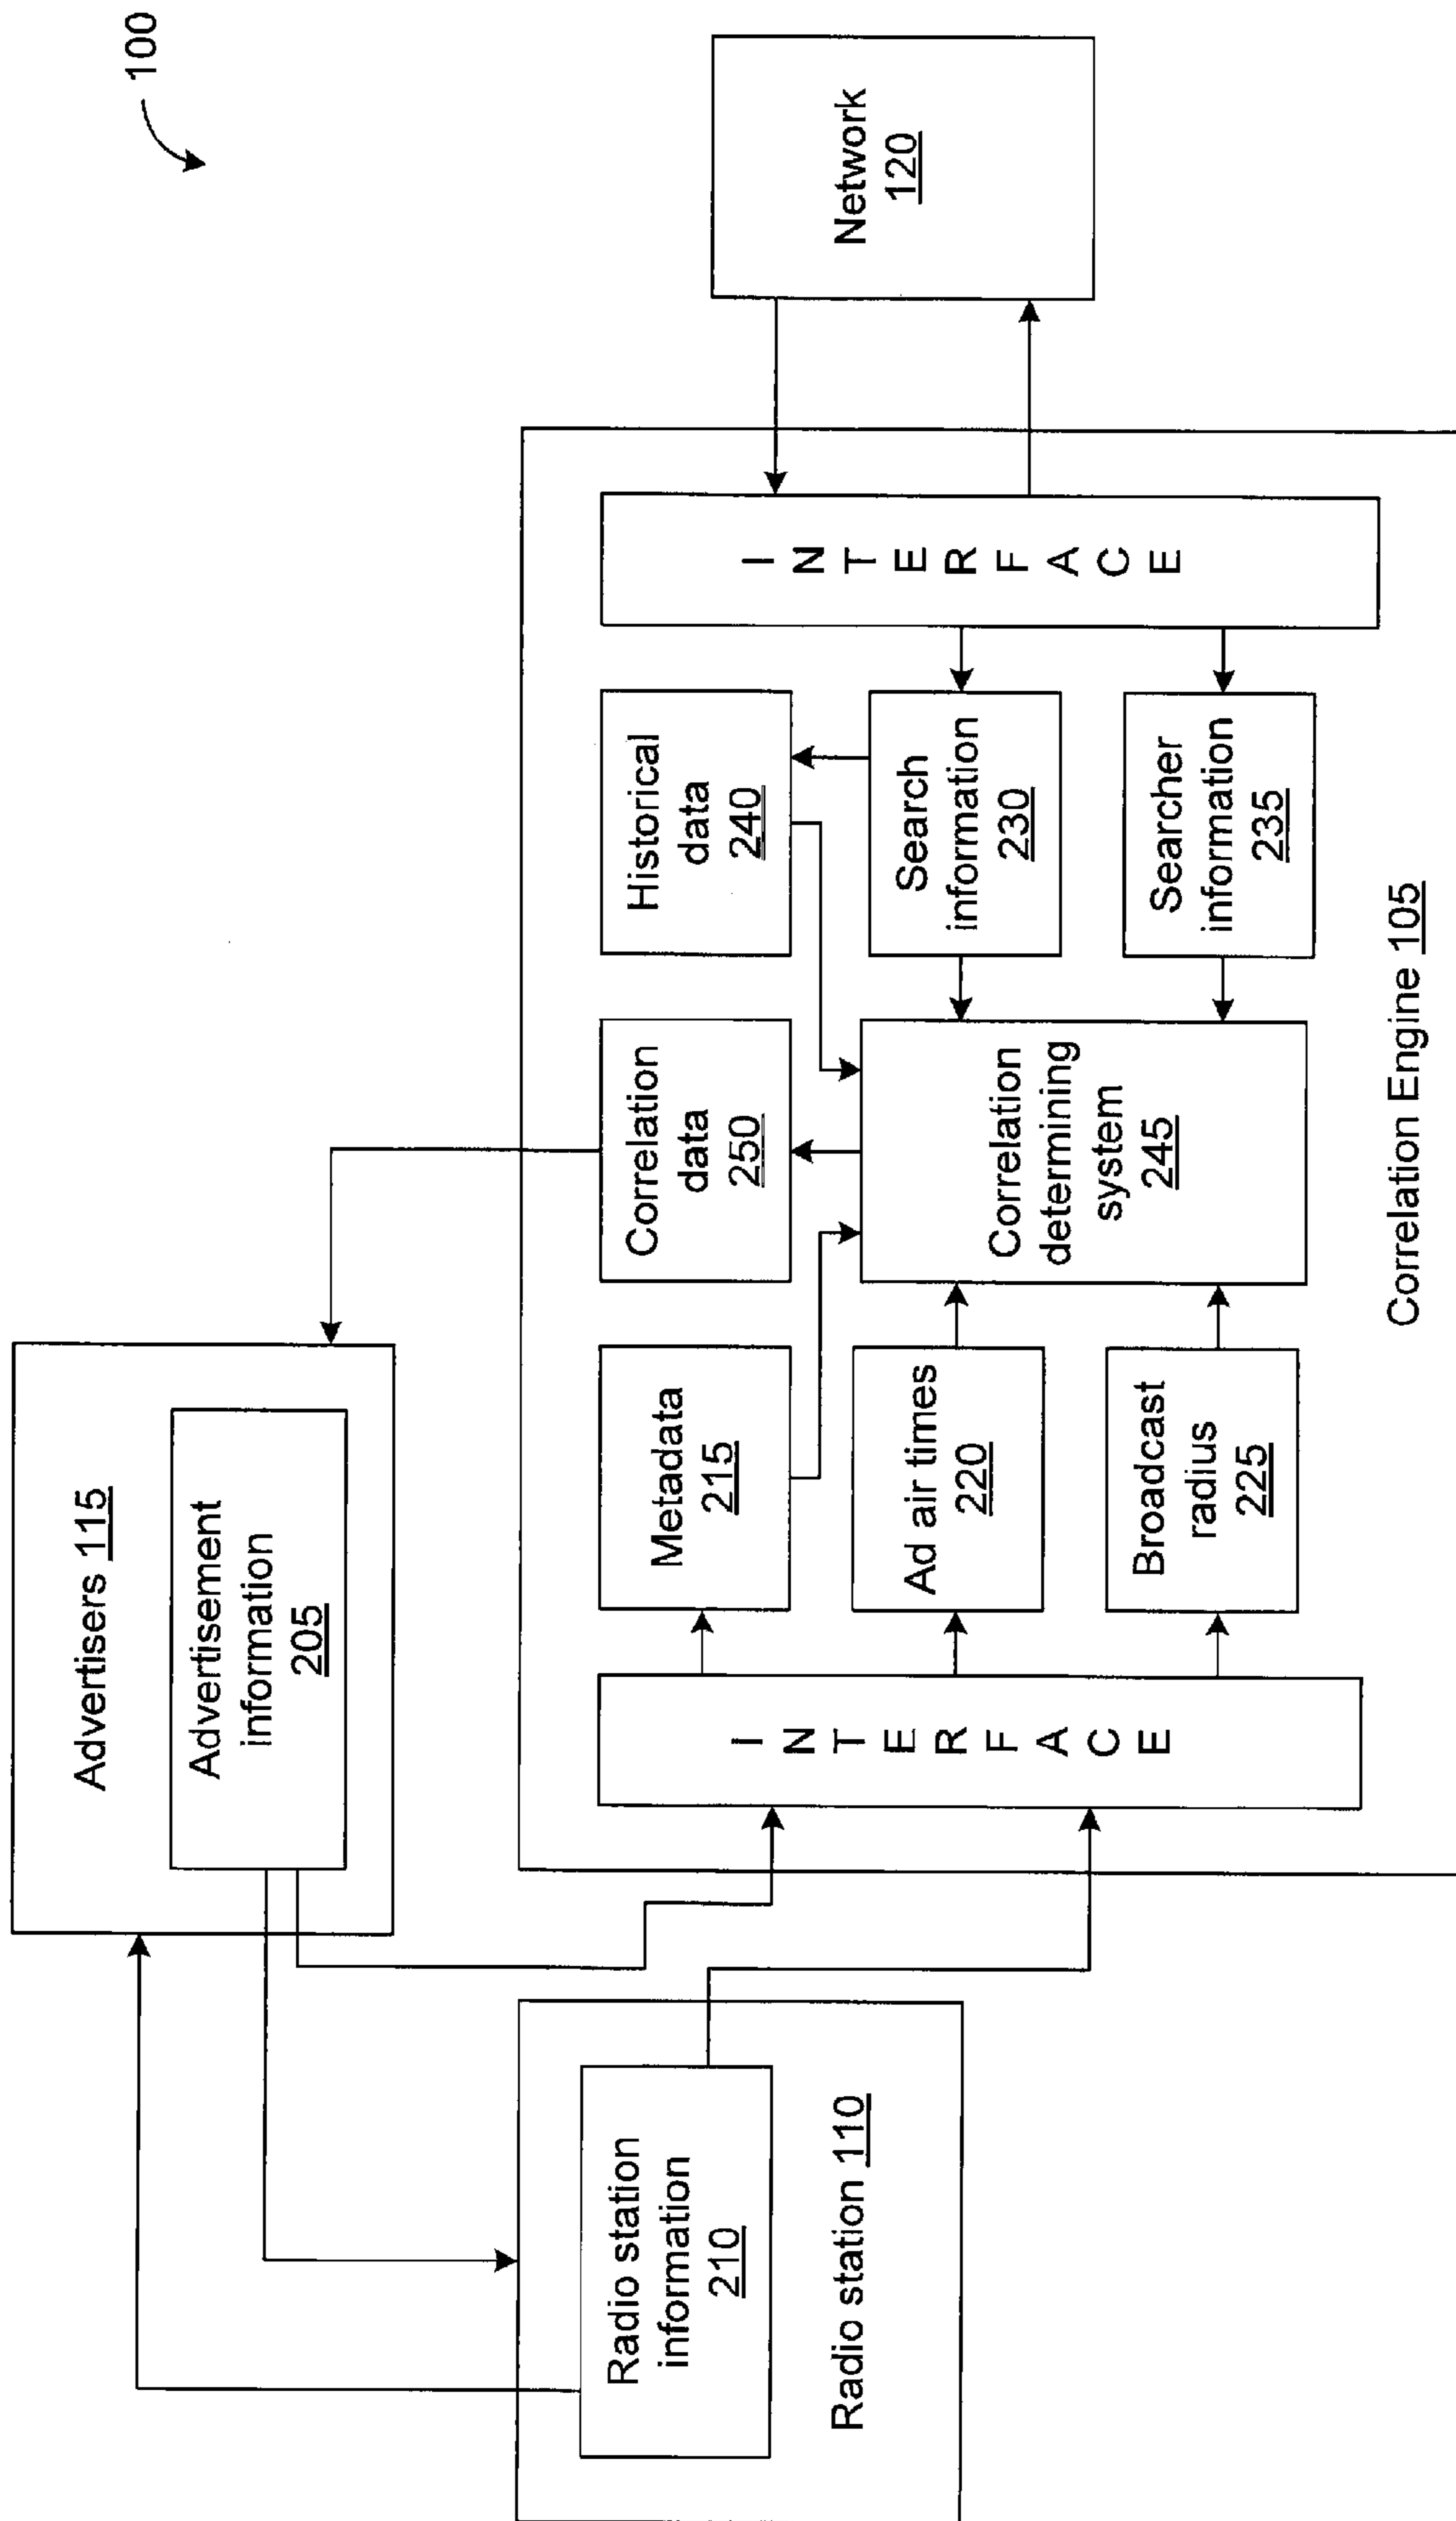 100
Advertisers 115
Advertisement
information
205
Radio station
information
210
Radio station 110
INTERFACE
Metadata
215
Ad air times
220
Broadcast
radius
225
Correlation
data
250
Correlation
determining
system
245
Historical
data
240
Search
information
230
Searcher
information
235
INTERFACE
Network
120
Correlation Engine 105